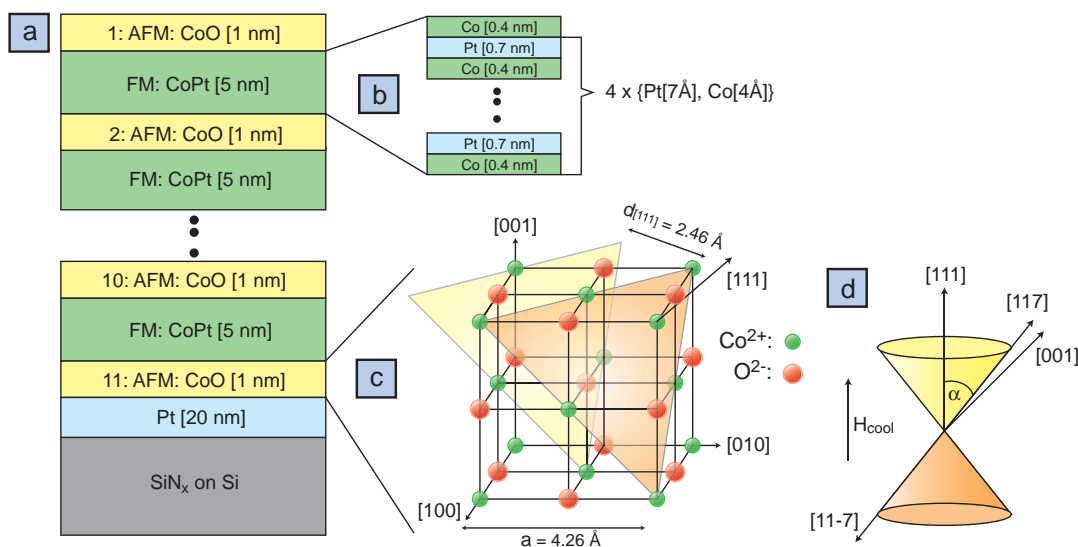 a
1: AFM: CoO [1 nm]
FM: CoPt [5 nm]
2: AFM: CoO [1 nm]
FM: CoPt [5 nm]
10: AFM: CoO [1 nm]
FM: CoPt [5 nm]
11: AFM: CoO [1 nm]
Pt [20 nm]
SiNx on Si
b
Co [0.4 nm]
Pt [0.7 nm]
Co [0.4 nm]
Pt [0.7 nm]
Co [0.4 nm]
4 x {Pt[7Å], Co[4Å]}
c
[001]
d[111] = 2.46 Å
[111]
Co2+:
O2-:
[010]
[100]
a = 4.26 Å
d
[111]
[117]
[001]
α
Hcool
[11-7]